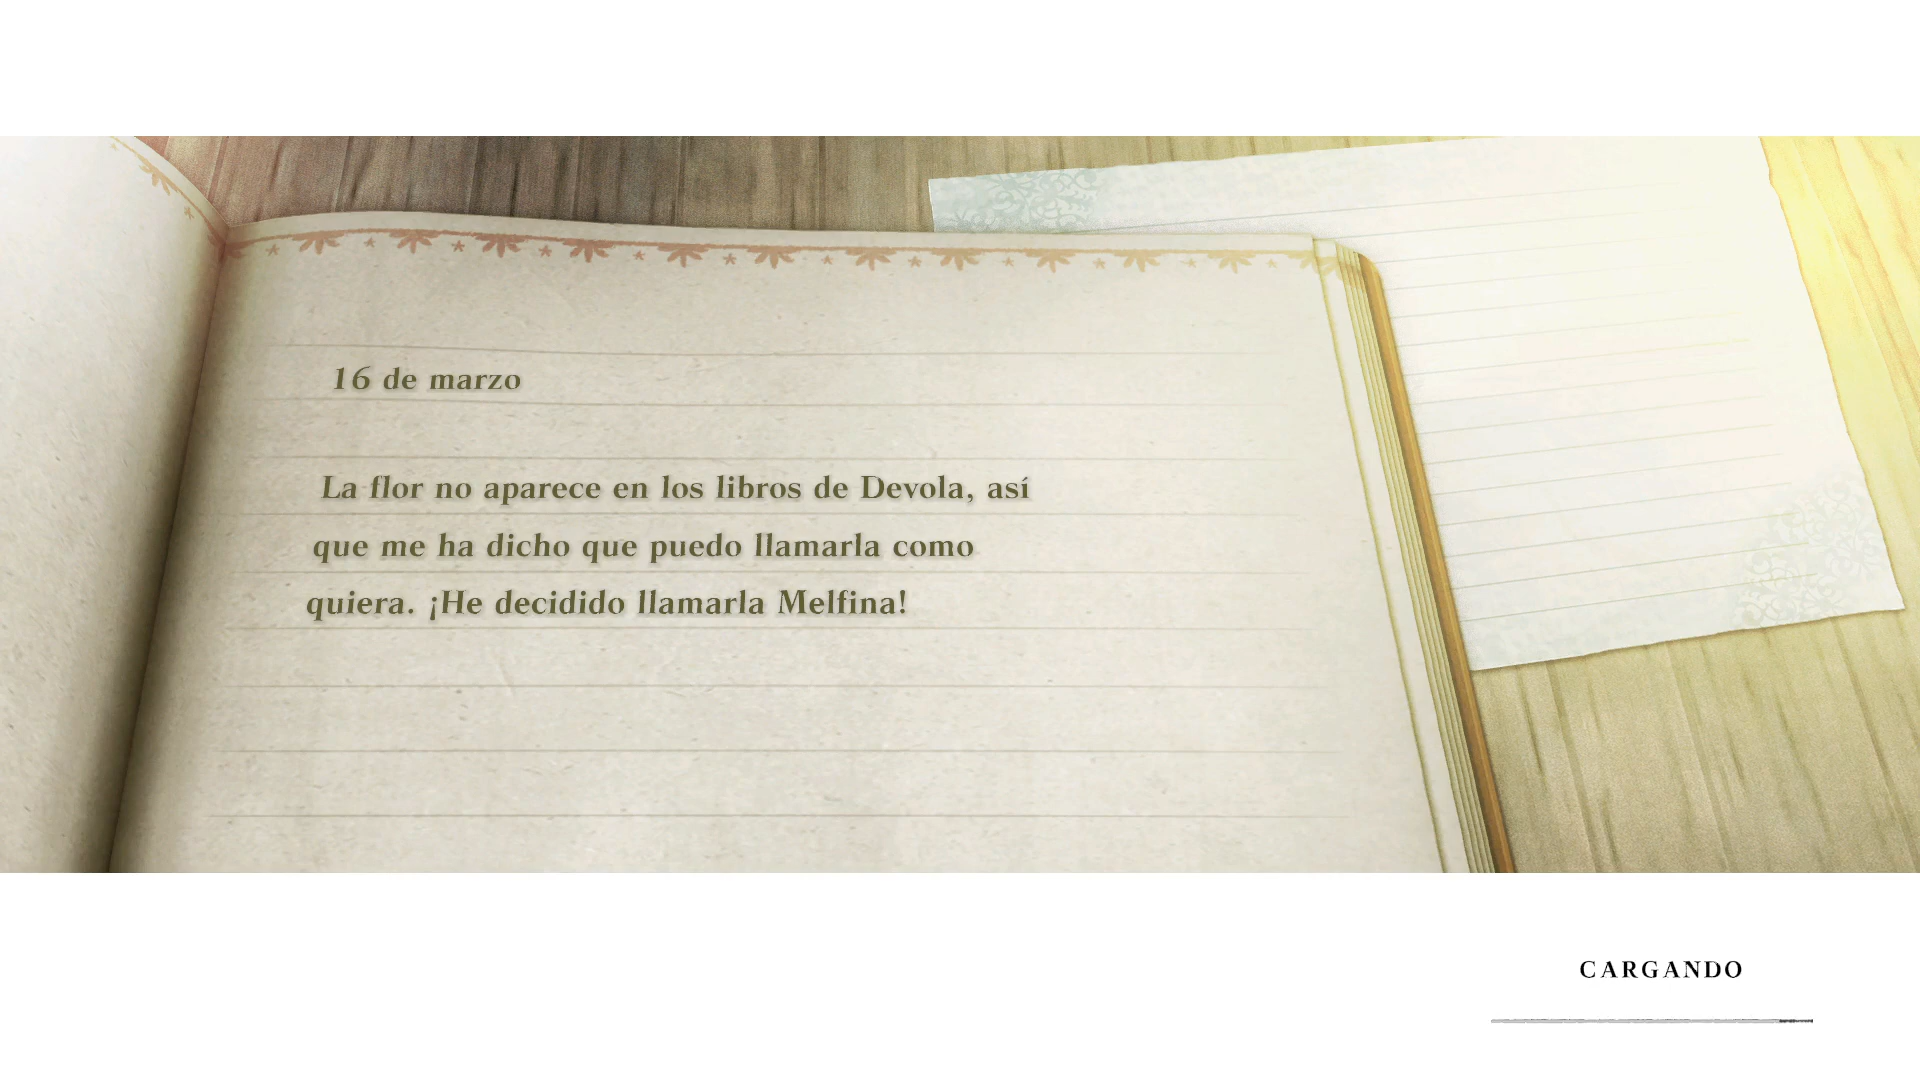 16 de marzo
La flor no aparece en los libros de Devola, así
que me ha dicho que puedo llamarla como
quiera. ¡He decidido llamarla Melfina!
CARGANDO